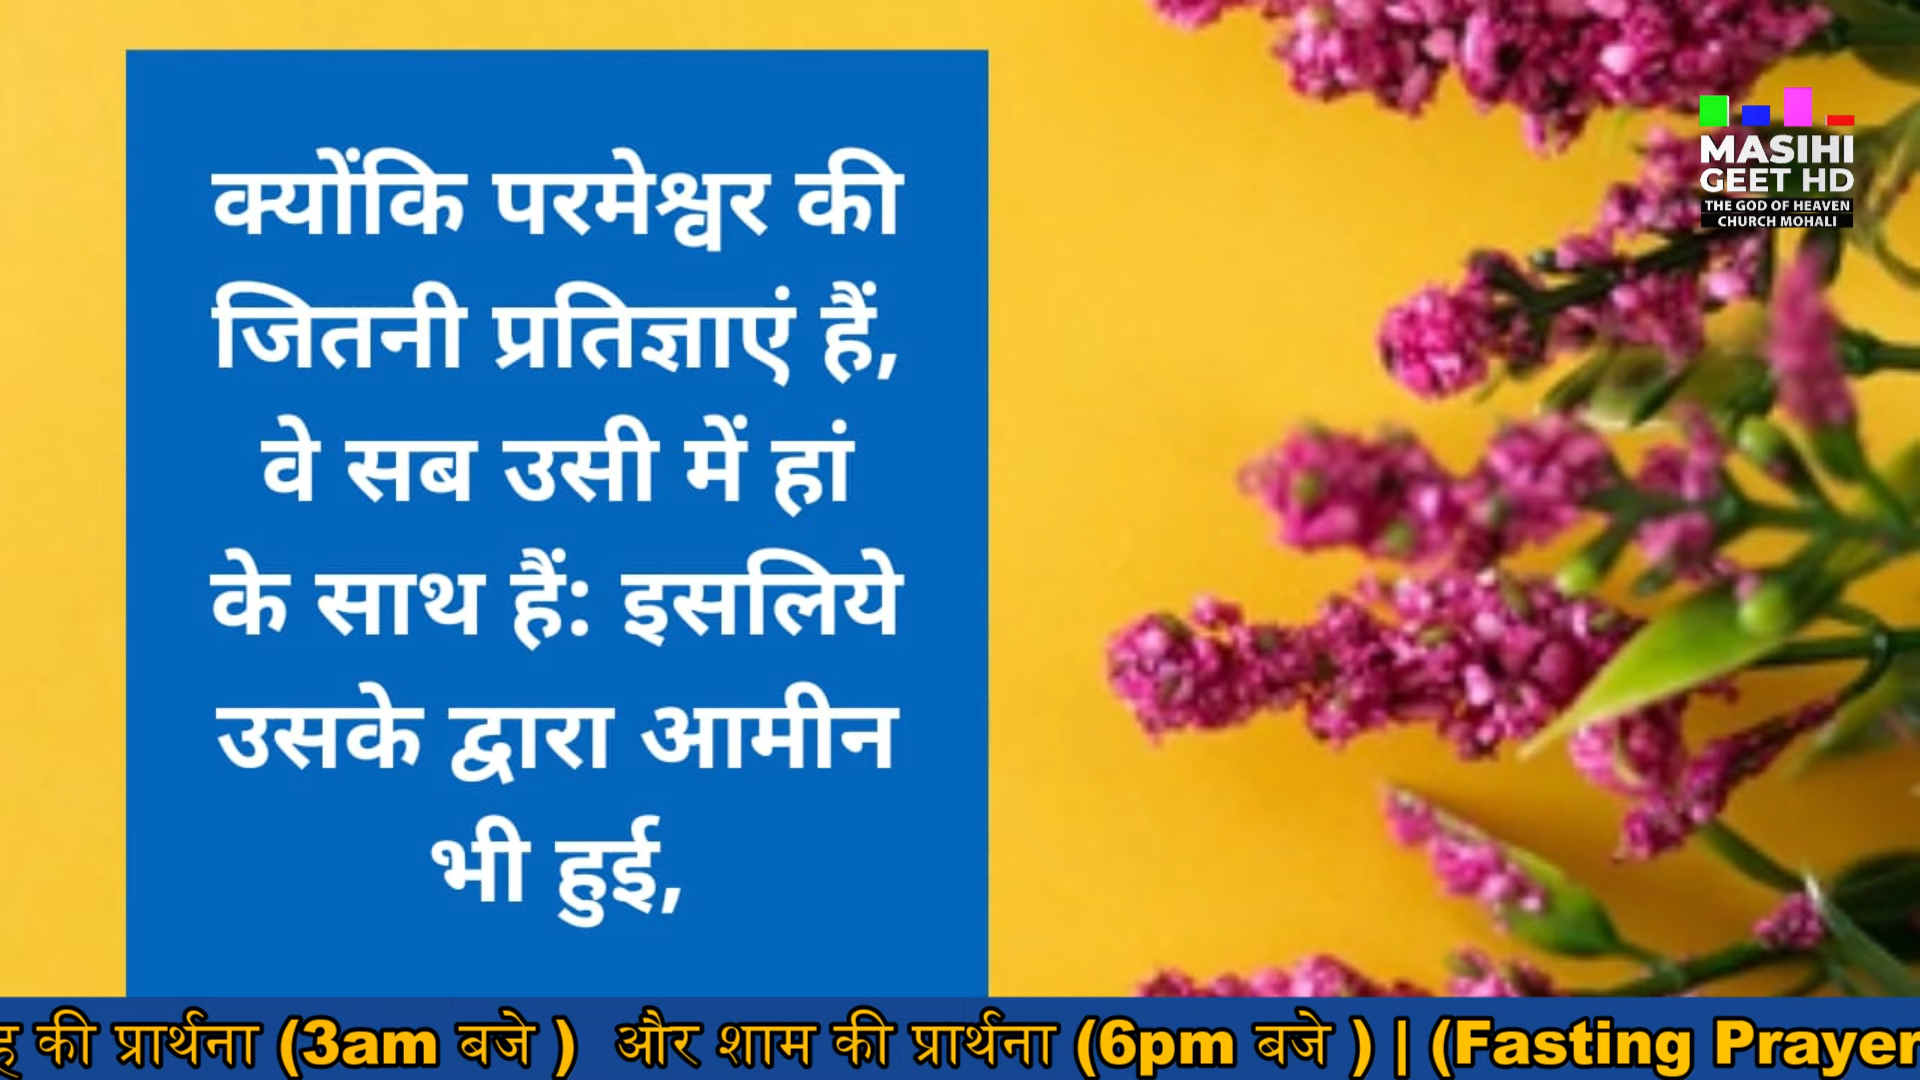 क्योंकि परमेश्वर की
जितनी प्रतिज्ञाएं हैं,
वे सब उसी में हां
के साथ हैं: इसलिये
उसके द्वारा आमीन
भी हुई,
MASIHI
GEET HD
THE GOD OF HEAVEN
CHURCH MOHALI
की प्रार्थना (3am बजे ) और शाम की प्रार्थना (6pm बजे ) | (Fasting Prayer